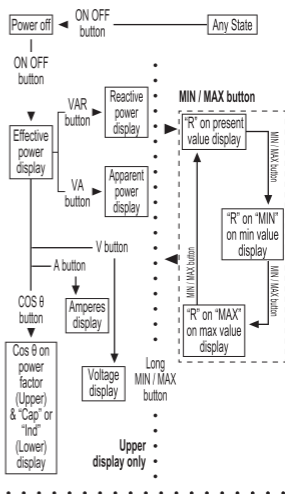 Power off
ON OFF
button
Any State
ON OFF
button
Effective
power
display
VAR
button
Reactive
power
display
VA
button
Apparent
power
display
V button
A button
COS θ
button
Amperes
display
Voltage
display
Cos θ on
power
factor
(Upper)
& “Cap” or
“Ind”
(Lower)
display
Upper
display only
MIN / MAX button
“R” on present
value display
MIN / MAX
button
“R” on “MIN”
on min value
display
MIN / MAX
button
“R” on “MAX”
on max value
display
MIN / MAX
button
Long
MIN / MAX
button